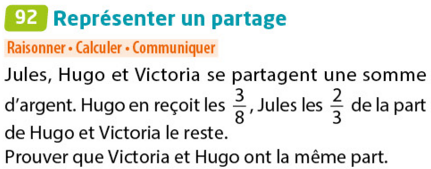 92 Représenter un partage
Raisonner • Calculer • Communiquer
Jules, Hugo et Victoria se partagent une somme
d’argent. Hugo en reçoit les 3/8, Jules les 2/3 de la part
de Hugo et Victoria le reste.
Prouver que Victoria et Hugo ont la même part.